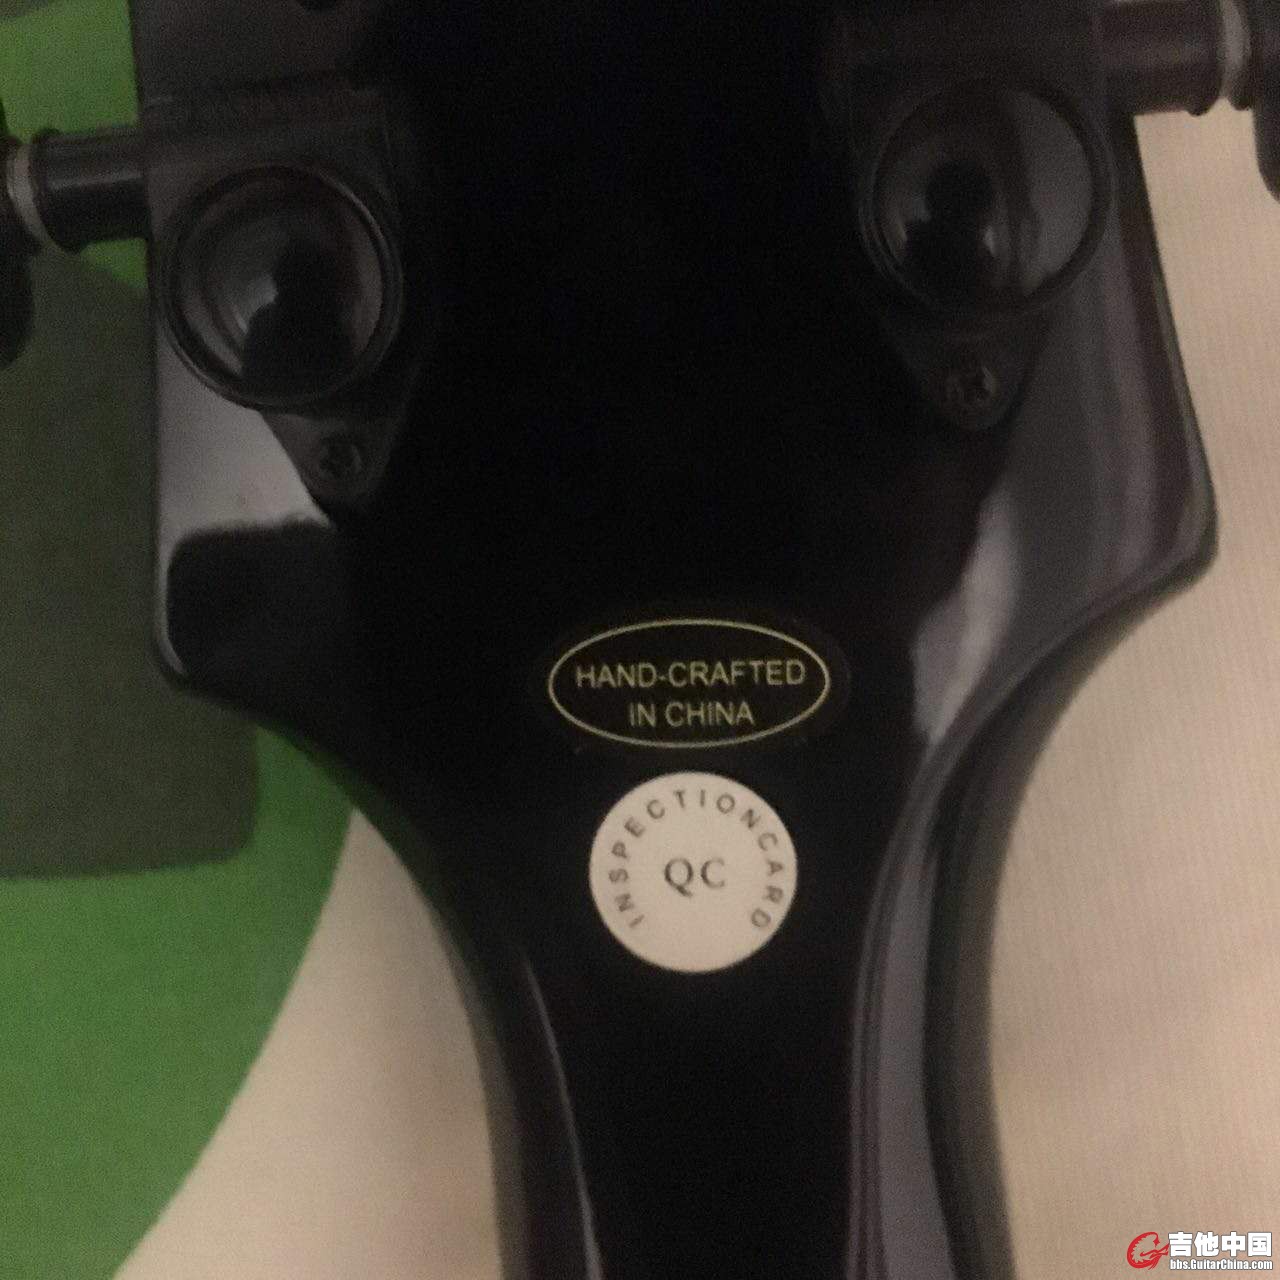 HAND-CRAFTED
IN CHINA
INSPECTIONCARD
QC
吉他中国
bbs.GuitarChina.com